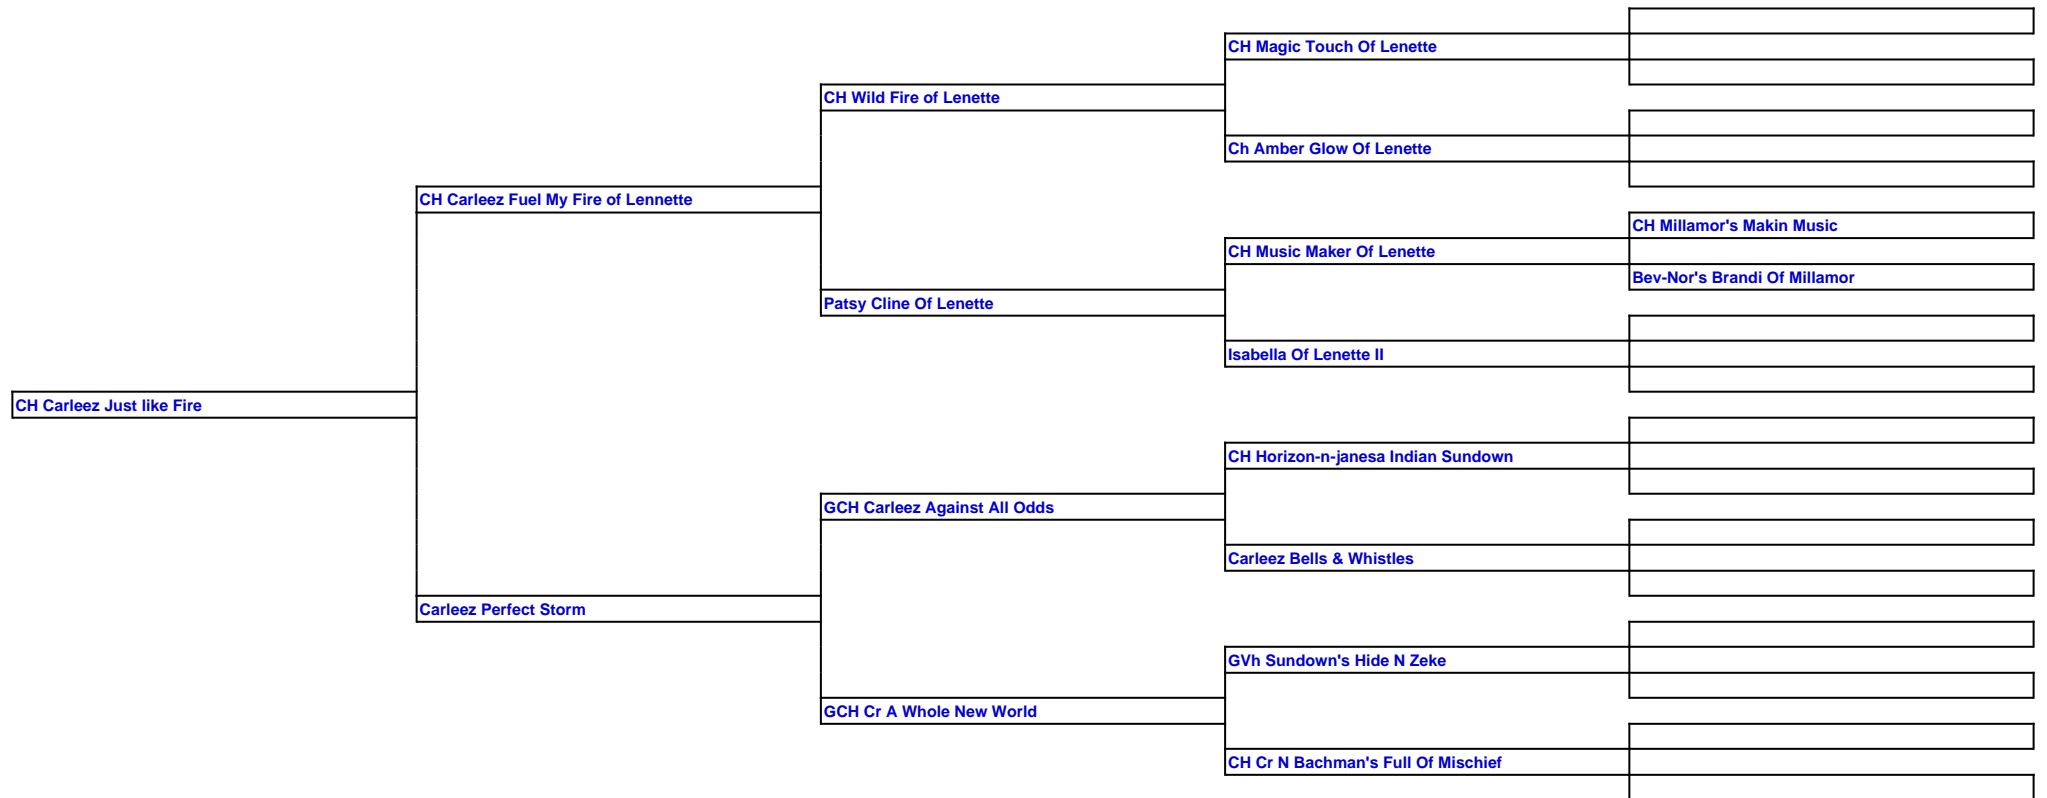 CH Magic Touch Of Lenette
CH Wild Fire of Lenette
Ch Amber Glow Of Lenette
CH Carleez Fuel My Fire of Lennette
CH Millamor's Makin Music
CH Music Maker Of Lenette
Bev-Nor's Brandi Of Millamor
Patsy Cline Of Lenette
Isabella Of Lenette II
CH Carleez Just like Fire
CH Horizon-n-janesa Indian Sundown
GCH Carleez Against All Odds
Carleez Bells & Whistles
Carleez Perfect Storm
GVh Sundown's Hide N Zeke
GCH Cr A Whole New World
CH Cr N Bachman's Full Of Mischief